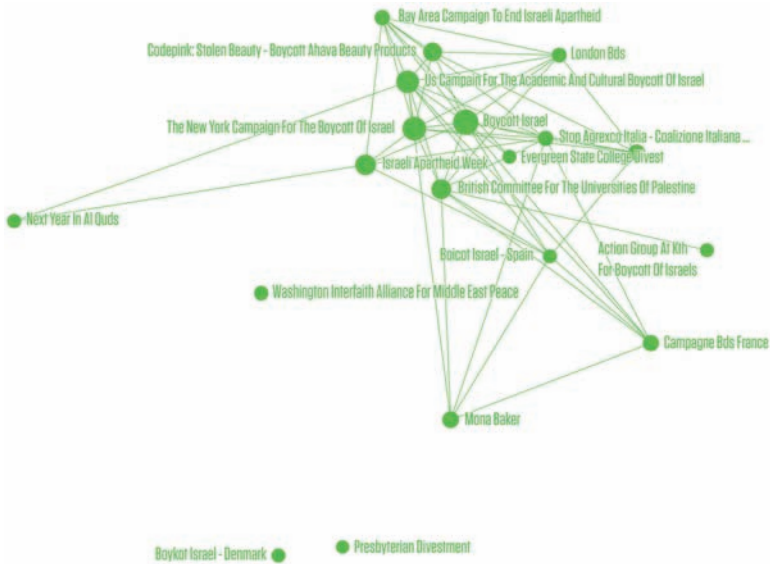 Bay Area Campaign To End Israeli Apartheid
Codepink: Stolen Beauty - Boycott Ahava Beauty Products
London Bds
Us Campain For The Academic And Cultural Boycott Of Israel
The New York Campaign For The Boycott Of Israel
Boycott Israel
Stop Agrexco Italia - Coalizione Italiana ...
Evergreen State College Divest
Israeli Apartheid Week
British Committee For The Universities Of Palestine
Next Year In Al Quds
Boicot Israel - Spain
Action Group At Kth
For Boycott Of Israels
Washington Interfaith Alliance For Middle East Peace
Campagne Bds France
Mona Baker
Boykot Israel - Denmark
Presbyterian Divestment